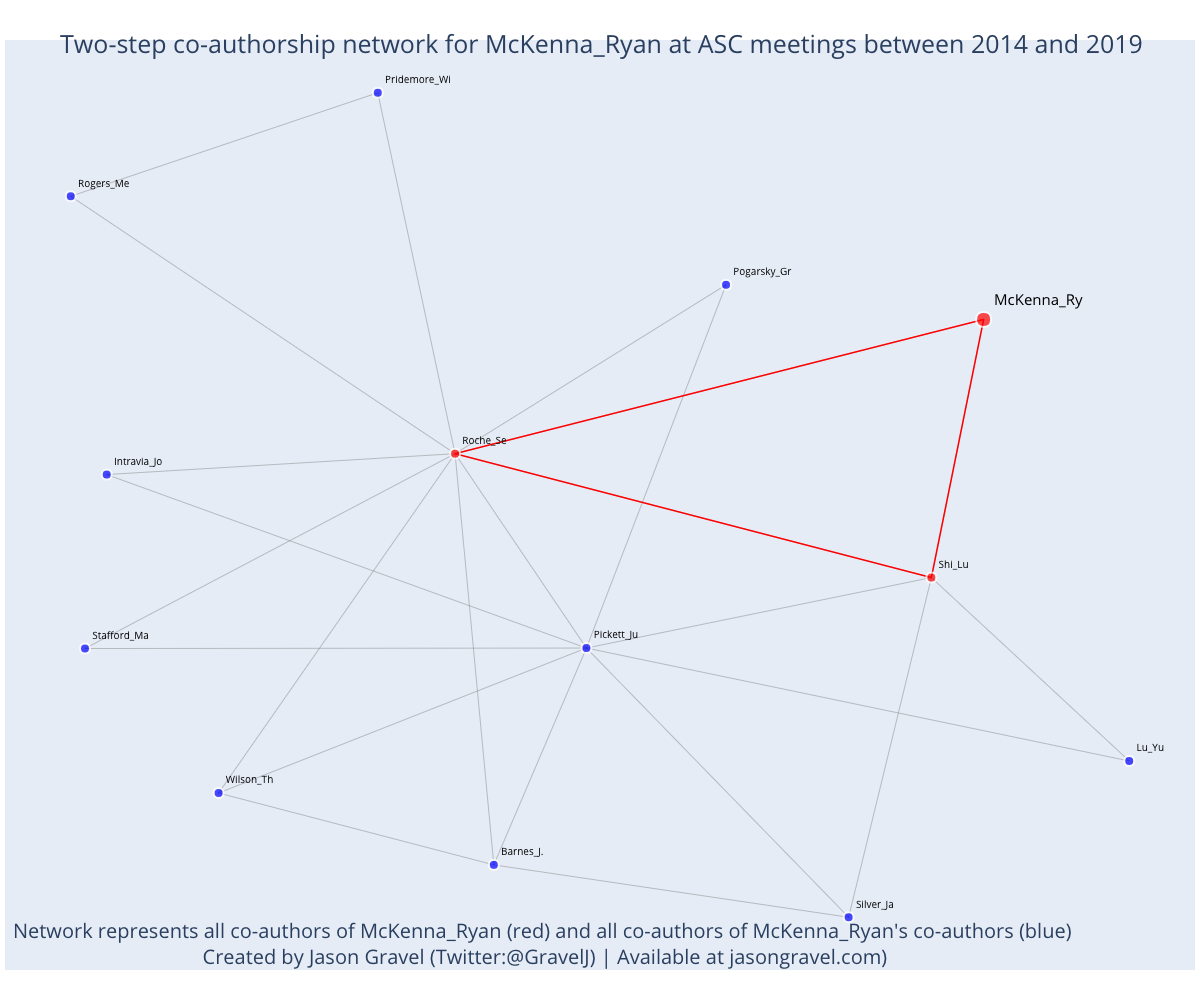 Two-step co-authorship network for McKenna_Ryan at ASC meetings between 2014 and 2019
Pridemore_Wi
Rogers_Me
Pogarsky_Gr
McKenna_Ry
Roche_Se
Intravia_Jo
Shi_Lu
Stafford_Ma
Pickett_Ju
Lu_Yu
Wilson_Th
Barnes_J.
Silver_Ja
Network represents all co-authors of McKenna_Ryan (red) and all co-authors of McKenna_Ryan's co-authors (blue)
Created by Jason Gravel (Twitter:@GravelJ) | Available at jasongravel.com)